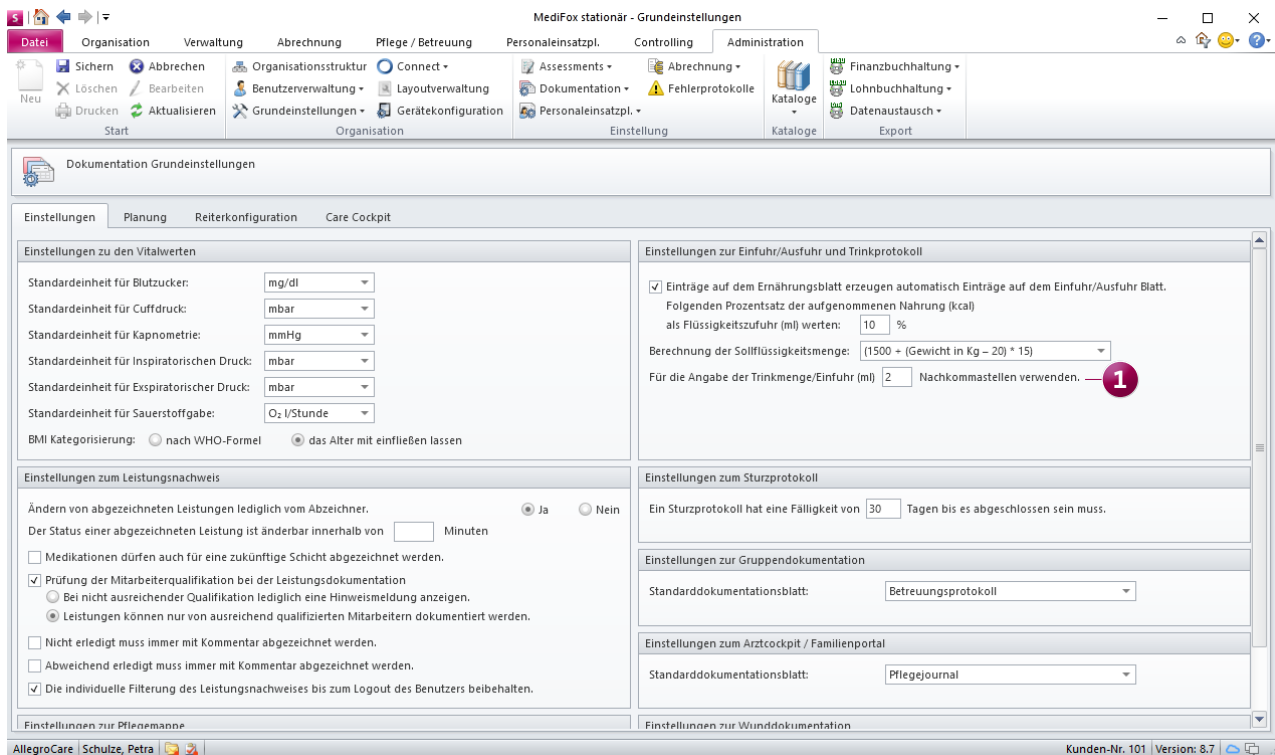 S
MediFox stationär - Grundeinstellungen
Datei Organisation Verwaltung Abrechnung Pflege / Betreuung Personaleinsatzpl. Controlling Administration
Neu
Sichern Abbrechen
Löschen Bearbeiten
Drucken Aktualisieren
Start
Organisationsstruktur Connect
Benutzerverwaltung Layoutverwaltung
Grundeinstellungen Gerätekonfiguration
Organisation
Assessments Abrechnung
Dokumentation Fehlerprotokolle
Personaleinsatzpl.
Einstellung
Kataloge
Kataloge
Finanzbuchhaltung
Lohnbuchhaltung
Datenaustausch
Export
Dokumentation Grundeinstellungen
Einstellungen Planung Reiterkonfiguration Care Cockpit
Einstellungen zu den Vitalwerten
Standardeinheit für Blutzucker: mg/dl
Standardeinheit für Cuffdruck: mbar
Standardeinheit für Kapnometrie: mmHg
Standardeinheit für Inspiratorischen Druck: mbar
Standardeinheit für Exspiratorischer Druck: mbar
Standardeinheit für Sauerstoffgabe: O₂ l/Stunde
BMI Kategorisierung: nach WHO-Formel das Alter mit einfließen lassen
Einstellungen zur Einfuhr/Ausfuhr und Trinkprotokoll
Einträge auf dem Ernährungsblatt erzeugen automatisch Einträge auf dem Einfuhr/Ausfuhr Blatt.
Folgenden Prozentsatz der aufgenommenen Nahrung (kcal)
als Flüssigkeitszufuhr (ml) werten: 10 %
Berechnung der Sollflüssigkeitsmenge: (1500 + (Gewicht in Kg – 20) * 15)
Für die Angabe der Trinkmenge/Einfuhr (ml) 2 Nachkommastellen verwenden. 1
Einstellungen zum Leistungsnachweis
Ändern von abgezeichneten Leistungen lediglich vom Abzeichner. Ja Nein
Der Status einer abgezeichneten Leistung ist änderbar innerhalb von Minuten
Medikationen dürfen auch für eine zukünftige Schicht abgezeichnet werden.
Prüfung der Mitarbeiterqualifikation bei der Leistungsdokumentation
Bei nicht ausreichender Qualifikation lediglich eine Hinweismeldung anzeigen.
Leistungen können nur von ausreichend qualifizierten Mitarbeitern dokumentiert werden.
Nicht erledigt muss immer mit Kommentar abgezeichnet werden.
Abweichend erledigt muss immer mit Kommentar abgezeichnet werden.
Die individuelle Filterung des Leistungsnachweises bis zum Logout des Benutzers beibehalten.
Einstellungen zum Sturzprotokoll
Ein Sturzprotokoll hat eine Fälligkeit von 30 Tagen bis es abgeschlossen sein muss.
Einstellungen zur Gruppendokumentation
Standarddokumentationsblatt: Betreuungsprotokoll
Einstellungen zum Arztcockpit / Familienportal
Standarddokumentationsblatt: Pflegejournal
Einstellungen zur Pflegemappe
Einstellungen zur Wunddokumentation
AllegroCare Schulze, Petra Kunden-Nr. 101 Version: 8.7